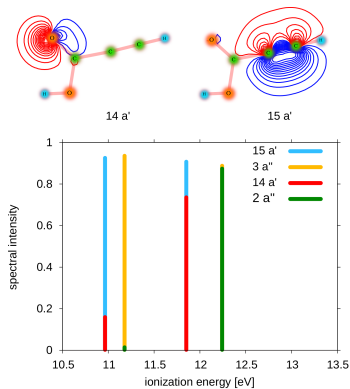 O C C C H
H O
14 a'
O C C C H
H O
15 a'
1
0.8
0.6
0.4
0.2
0
spectral intensity
15 a'
3 a''
14 a'
2 a''
10.5 11 11.5 12 12.5 13 13.5
ionization energy [eV]